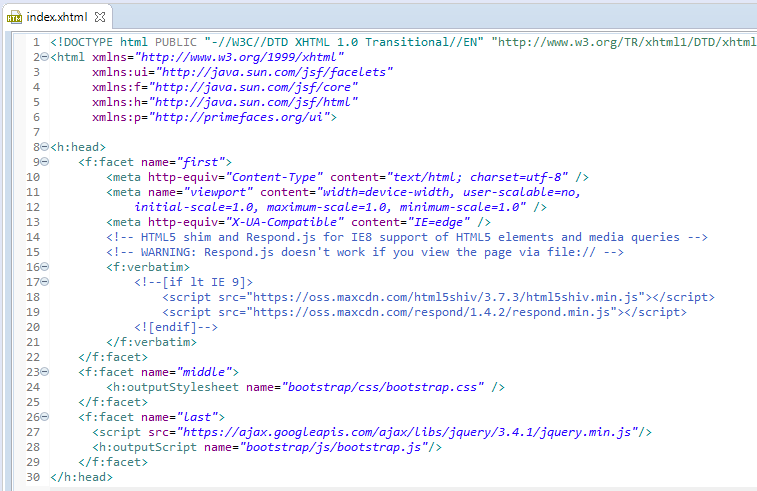 index.xhtml
1 <!DOCTYPE html PUBLIC "-//W3C//DTD XHTML 1.0 Transitional//EN" "http://www.w3.org/TR/xhtml1/DTD/xhtml
2 <html xmlns="http://www.w3.org/1999/xhtml"
3 xmlns:ui="http://java.sun.com/jsf/facelets"
4 xmlns:f="http://java.sun.com/jsf/core"
5 xmlns:h="http://java.sun.com/jsf/html"
6 xmlns:p="http://primefaces.org/ui">
7
8 <h:head>
9 <f:facet name="first">
10 <meta http-equiv="Content-Type" content="text/html; charset=utf-8" />
11 <meta name="viewport" content="width=device-width, user-scalable=no,
12 initial-scale=1.0, maximum-scale=1.0, minimum-scale=1.0" />
13 <meta http-equiv="X-UA-Compatible" content="IE=edge" />
14 <!-- HTML5 shim and Respond.js for IE8 support of HTML5 elements and media queries -->
15 <!-- WARNING: Respond.js doesn't work if you view the page via file:// -->
16 <f:verbatim>
17 <!--[if lt IE 9]>
18 <script src="https://oss.maxcdn.com/html5shiv/3.7.3/html5shiv.min.js"></script>
19 <script src="https://oss.maxcdn.com/respond/1.4.2/respond.min.js"></script>
20 <![endif]-->
21 </f:verbatim>
22 </f:facet>
23 <f:facet name="middle">
24 <h:outputStylesheet name="bootstrap/css/bootstrap.css" />
25 </f:facet>
26 <f:facet name="last">
27 <script src="https://ajax.googleapis.com/ajax/libs/jquery/3.4.1/jquery.min.js"/>
28 <h:outputScript name="bootstrap/js/bootstrap.js"/>
29 </f:facet>
30 </h:head>